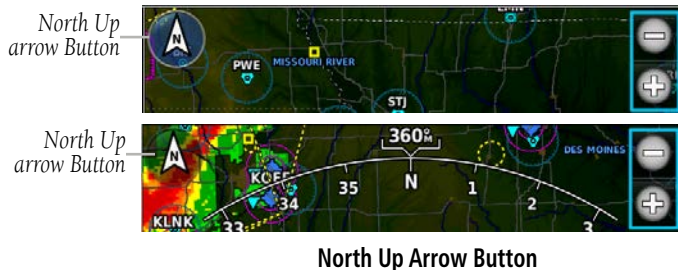 North Up
arrow Button
N
EMN
PWE
MISSOURI RIVER
STJ
North Up
arrow Button
N
360°M
DES MOINES
35
N
1
34
2
KLNK
33
3
North Up Arrow Button